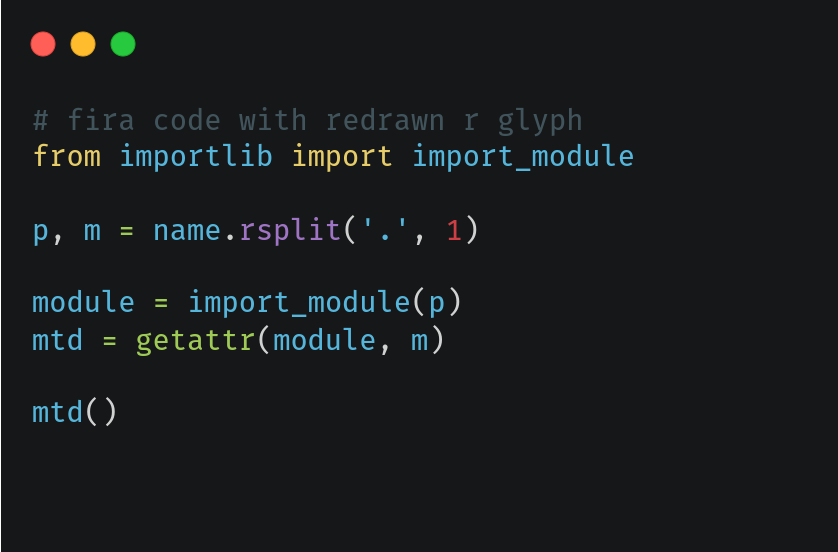 # fira code with redrawn r glyph
from importlib import import_module
p, m = name.rsplit('.', 1)
module = import_module(p)
mtd = getattr(module, m)
mtd()